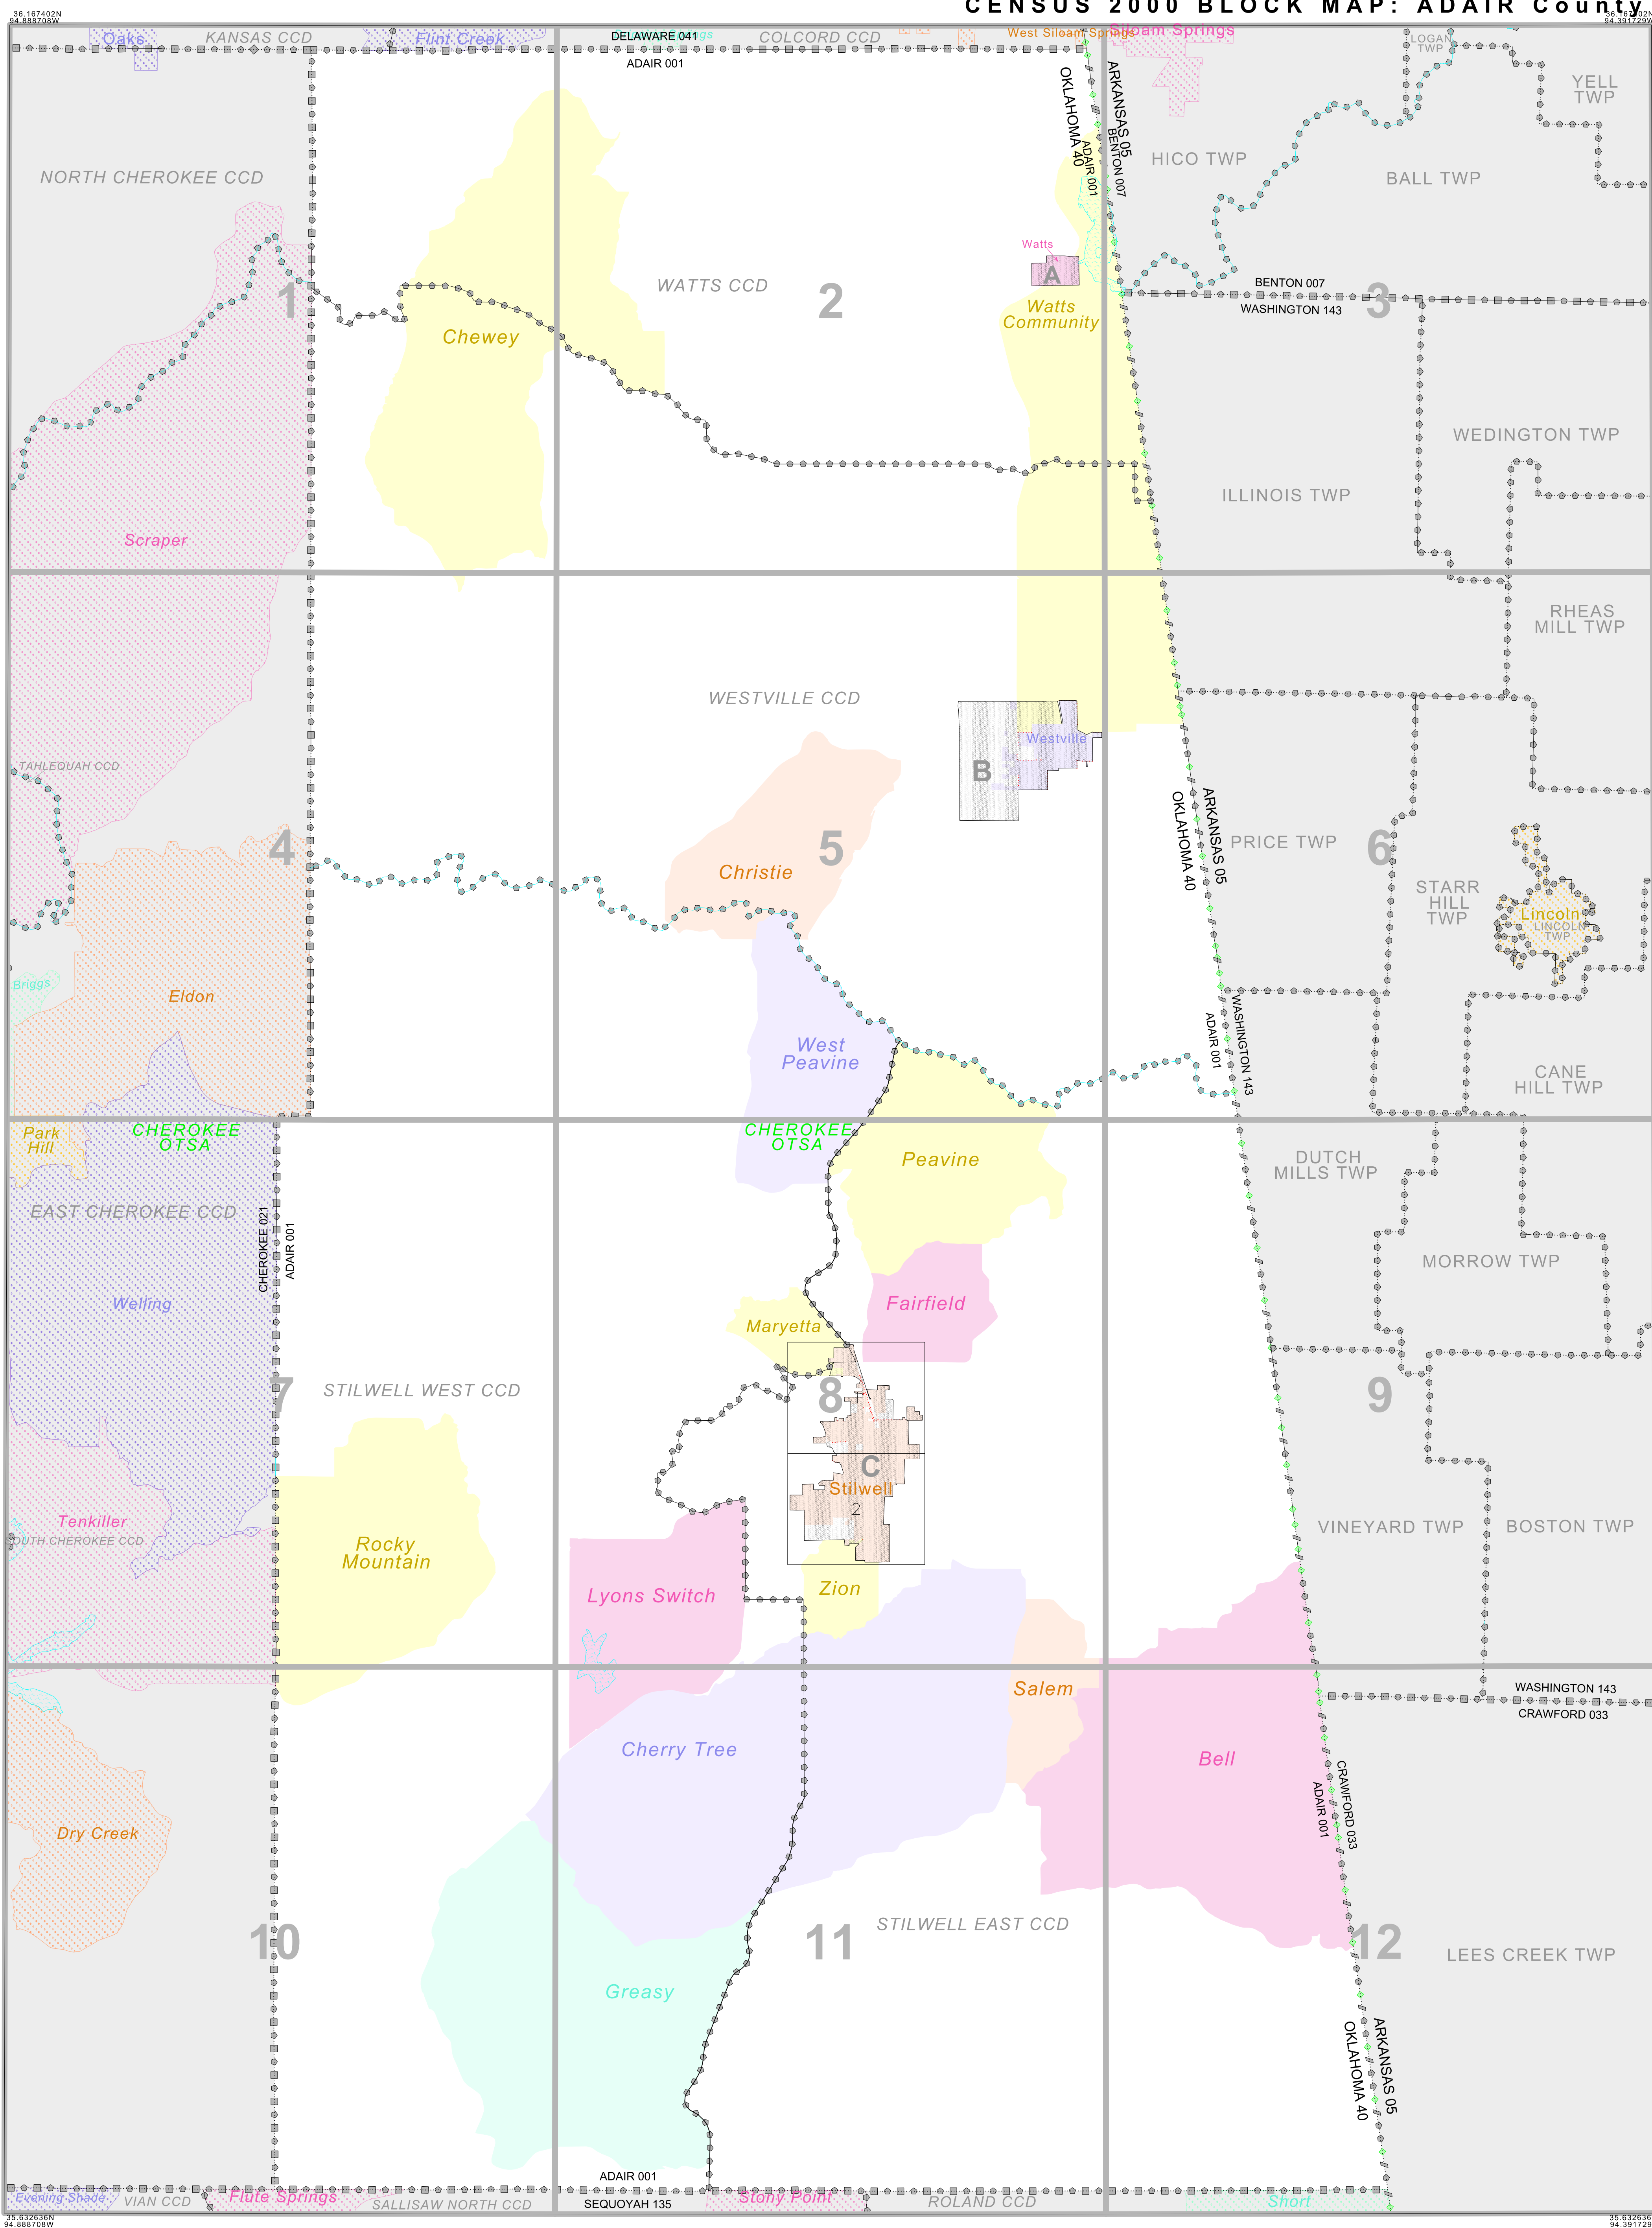 CENSUS 2000 BLOCK MAP: ADAIR County
36.167402N
94.888708W
36.167402N
94.391729W
Oaks
KANSAS CCD
Flint Creek
DELAWARE 041
COLCORD CCD
West Siloam Springs
Siloam Springs
LOGAN
TWP
ADAIR 001
OKLAHOMA 40
ARKANSAS 05
ADAIR 001
BENTON 007
YELL
TWP
HICO TWP
BALL TWP
NORTH CHEROKEE CCD
Watts
A
WATTS CCD
1
2
3
BENTON 007
WASHINGTON 143
Watts
Community
Chewey
WEDINGTON TWP
ILLINOIS TWP
Scraper
RHEAS
MILL TWP
WESTVILLE CCD
Westville
B
TAHLEQUAH CCD
4
5
6
ARKANSAS 05
OKLAHOMA 40
PRICE TWP
Christie
STARR
HILL
TWP
Lincoln
LINCOLN
TWP
Briggs
Eldon
WASHINGTON 143
ADAIR 001
West
Peavine
CANE
HILL TWP
Park
Hill
CHEROKEE
OTSA
CHEROKEE
OTSA
Peavine
DUTCH
MILLS TWP
EAST CHEROKEE CCD
CHEROKEE 021
ADAIR 001
MORROW TWP
Welling
Fairfield
Maryetta
7
STILWELL WEST CCD
8
9
C
Stilwell
2
Tenkiller
OUTH CHEROKEE CCD
VINEYARD TWP
BOSTON TWP
Rocky
Mountain
Lyons Switch
Zion
Salem
WASHINGTON 143
CRAWFORD 033
Cherry Tree
Bell
CRAWFORD 033
ADAIR 001
Dry Creek
10
11
12
STILWELL EAST CCD
LEES CREEK TWP
Greasy
ARKANSAS 05
OKLAHOMA 40
ADAIR 001
Evening Shade
VIAN CCD
Flute Springs
SALLISAW NORTH CCD
SEQUOYAH 135
Stony Point
ROLAND CCD
Short
35.632636N
94.888708W
35.632636
94.391729